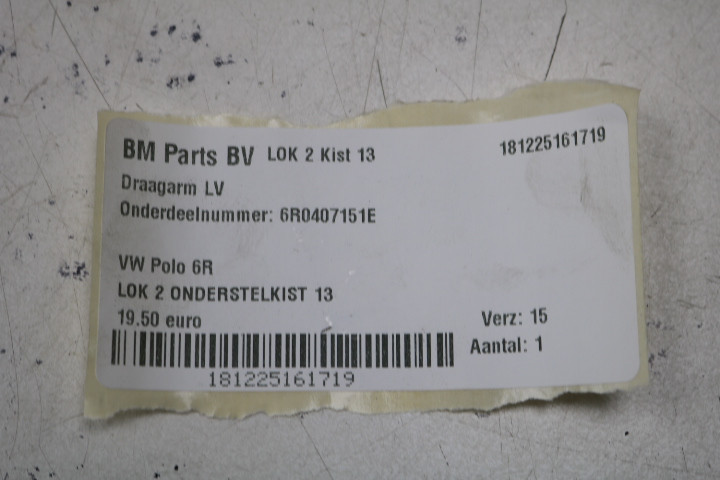 BM Parts BV LOK 2 Kist 13 181225161719
Draagarm LV
Onderdeelnummer: 6R0407151E
VW Polo 6R
LOK 2 ONDERSTELKIST 13
19.50 euro Verz: 15
Aantal: 1
181225161719